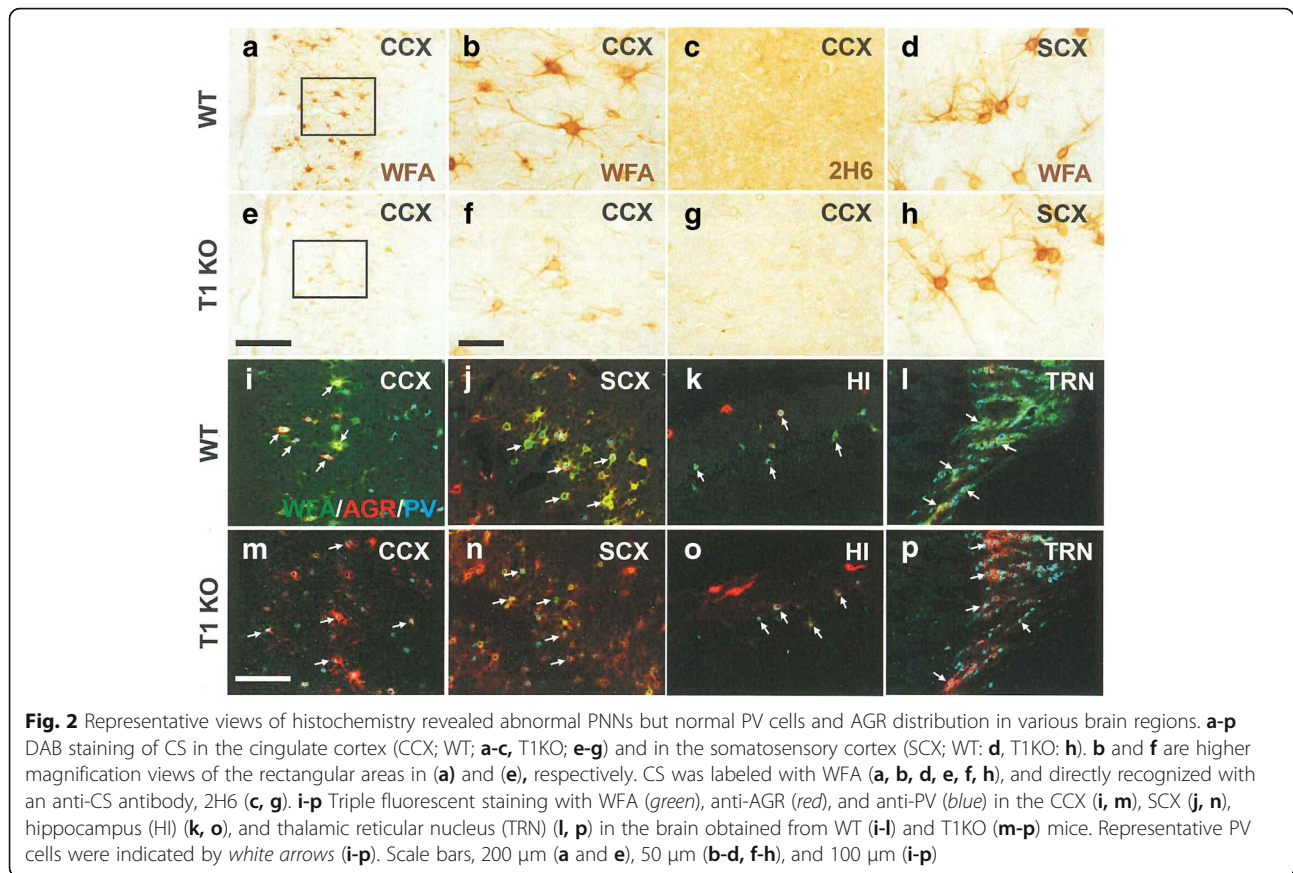 a CCX b CCX c CCX d SCX
WT
WFA WFA 2H6 WFA
e CCX f CCX g CCX h SCX
T1 KO
i CCX j SCX k HI l TRN
WT
WFA/AGR/PV
m CCX n SCX o HI p TRN
T1 KO
Fig. 2 Representative views of histochemistry revealed abnormal PNNs but normal PV cells and AGR distribution in various brain regions. a-p
DAB staining of CS in the cingulate cortex (CCX; WT; a-c, T1KO; e-g) and in the somatosensory cortex (SCX; WT: d, T1KO: h). b and f are higher
magnification views of the rectangular areas in (a) and (e), respectively. CS was labeled with WFA (a, b, d, e, f, h), and directly recognized with
an anti-CS antibody, 2H6 (c, g). i-p Triple fluorescent staining with WFA (green), anti-AGR (red), and anti-PV (blue) in the CCX (i, m), SCX (j, n),
hippocampus (HI) (k, o), and thalamic reticular nucleus (TRN) (l, p) in the brain obtained from WT (i-l) and T1KO (m-p) mice. Representative PV
cells were indicated by white arrows (i-p). Scale bars, 200 μm (a and e), 50 μm (b-d, f-h), and 100 μm (i-p)